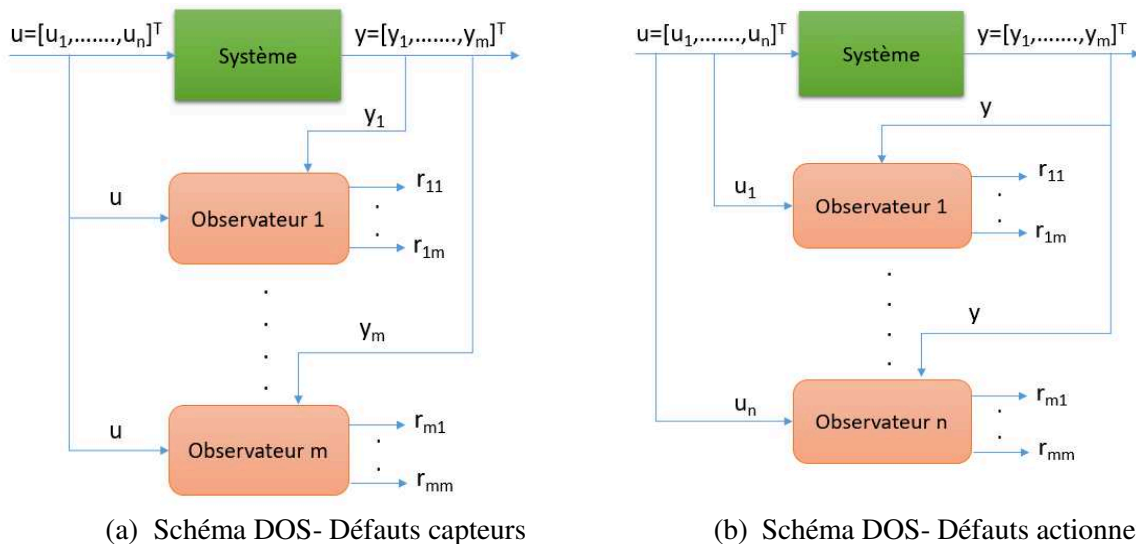 u=[u1,.......,un]T
Système
y=[y1,.......,ym]T
y1
u
Observateur 1
r11
.
.
r1m
.
.
.
.
ym
u
Observateur m
rm1
.
.
rmm
(a) Schéma DOS- Défauts capteurs
u=[u1,.......,un]T
Système
y=[y1,.......,ym]T
y
u1
Observateur 1
r11
.
.
r1m
.
.
.
.
y
un
Observateur n
rm1
.
.
rmm
(b) Schéma DOS- Défauts actionne